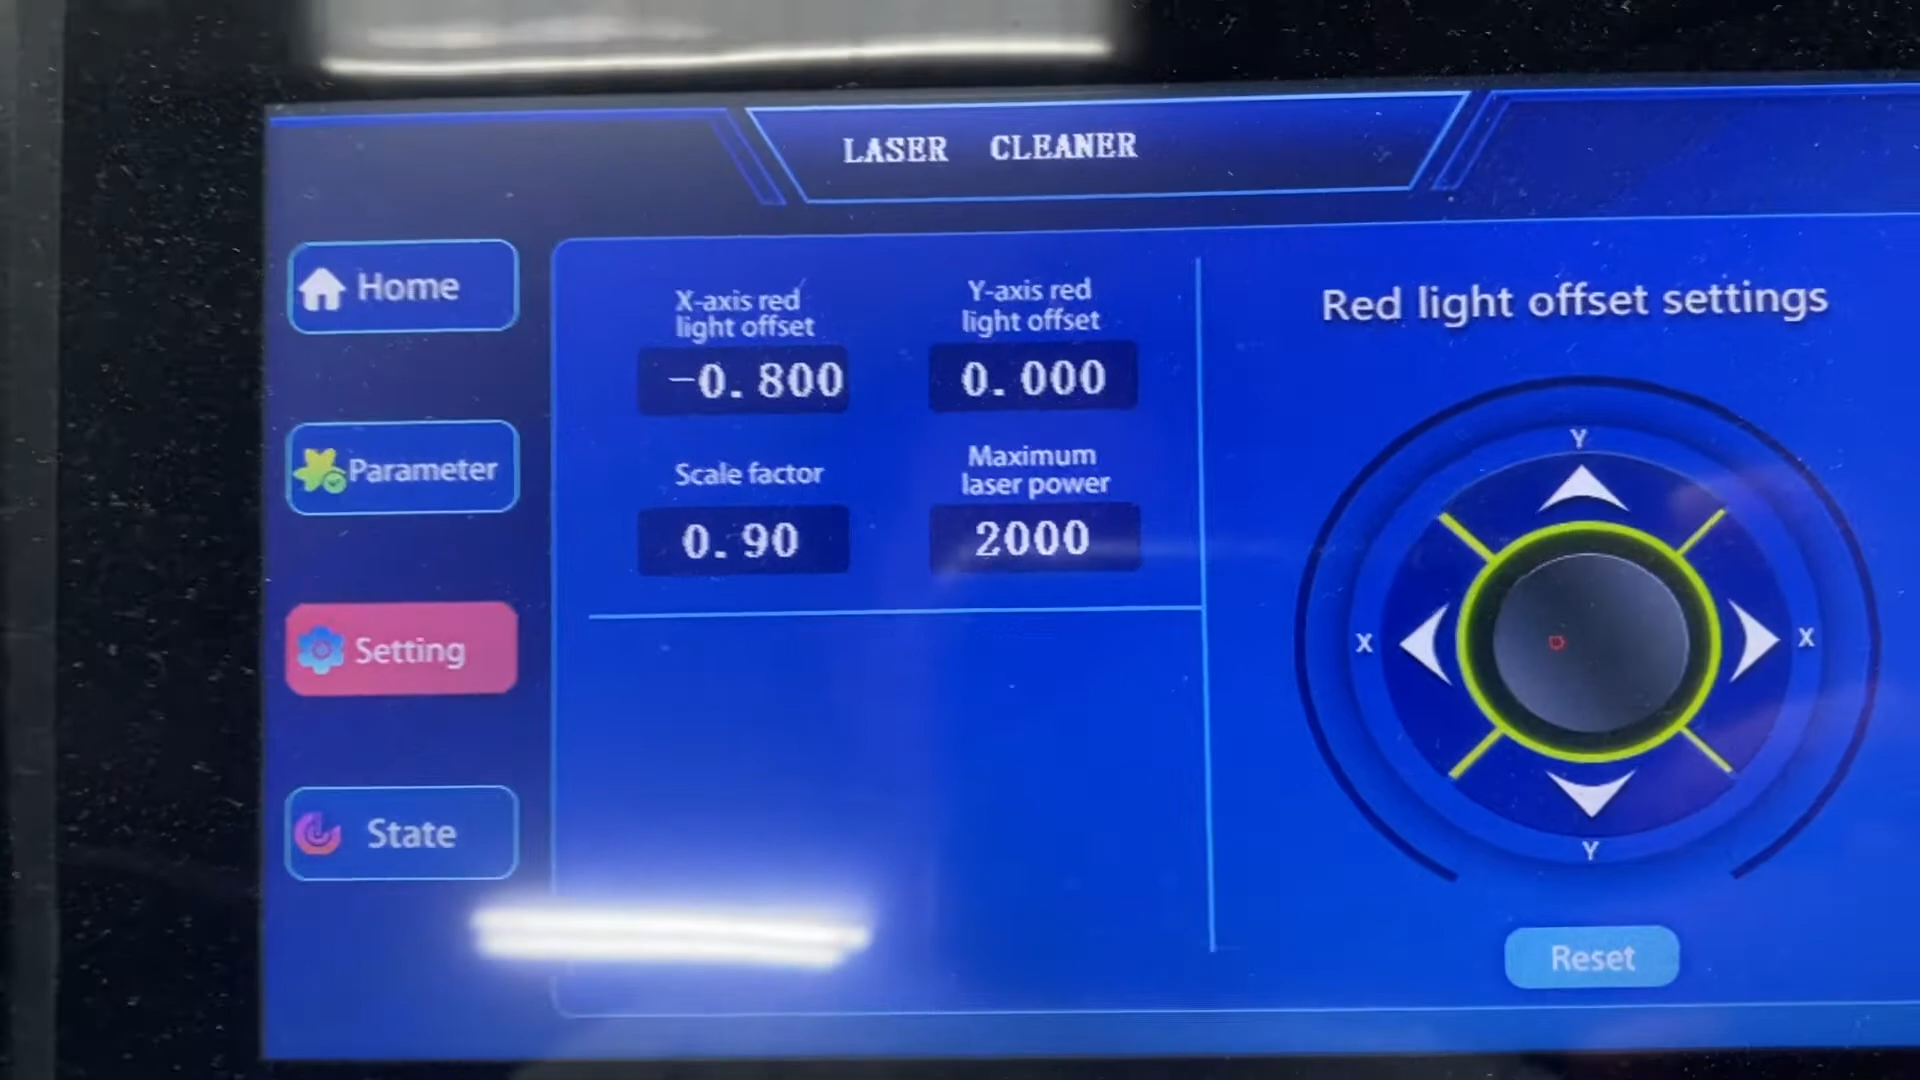 LASER CLEANER
Home
Parameter
Setting
State
X-axis red
light offset
-0.800
Y-axis red
light offset
0.000
Scale factor
0.90
Maximum
laser power
2000
Red light offset settings
Y
X
X
Y
Reset